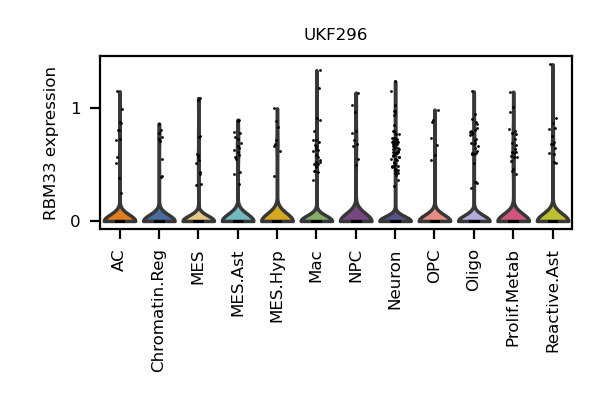 UKF296
RBM33 expression
1
0
AC
Chromatin.Reg
MES
MES.Ast
MES.Hyp
Mac
NPC
Neuron
OPC
Oligo
Prolif.Metab
Reactive.Ast